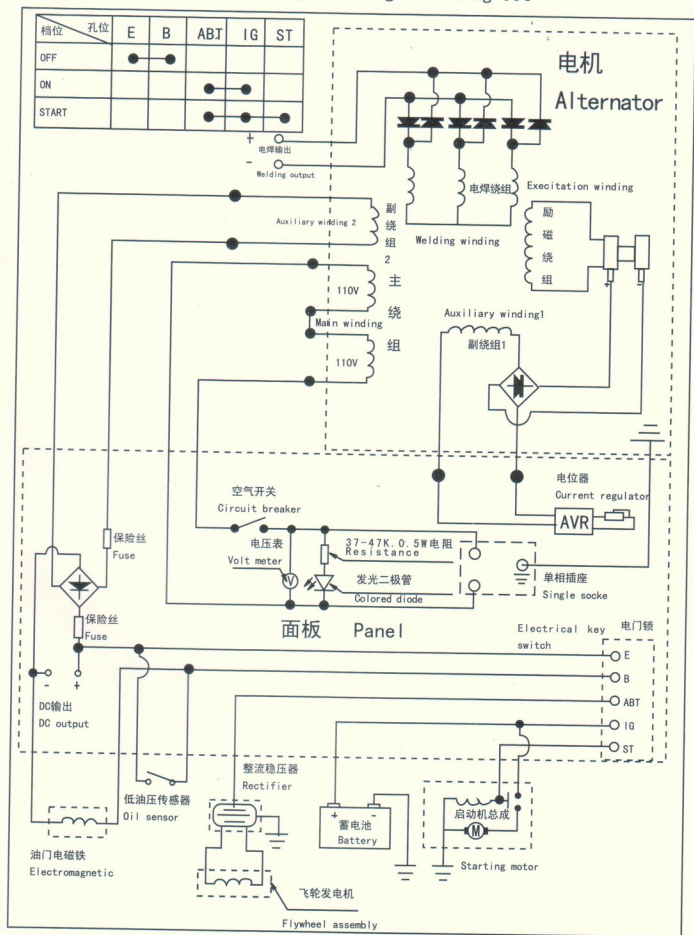 档位 孔位 E B ABJ IG ST
OFF
ON
START
电机
Alternator
+
电焊输出
-
Welding output
电焊绕组
Welding winding
Execitation winding
励磁绕组
+ -
Auxiliary winding 2
副绕组2
110V
主绕组
Main winding
110V
Auxiliary winding1
副绕组1
空气开关
Circuit breaker
电位器
Current regulator
AVR
保险丝
Fuse
电压表
Volt meter
V
37-47K.0.5W电阻
Resistance
发光二极管
Colored diode
单相插座
Single socke
保险丝
Fuse
面板 Panel
Electrical key
switch
电门锁
E
B
ABT
IG
ST
- +
DC输出
DC output
低油压传感器
Oil sensor
整流稳压器
Rectifier
+ -
蓄电池
Battery
启动机总成
M
Starting motor
油门电磁铁
Electromagnetic
飞轮发电机
Flywheel assembly